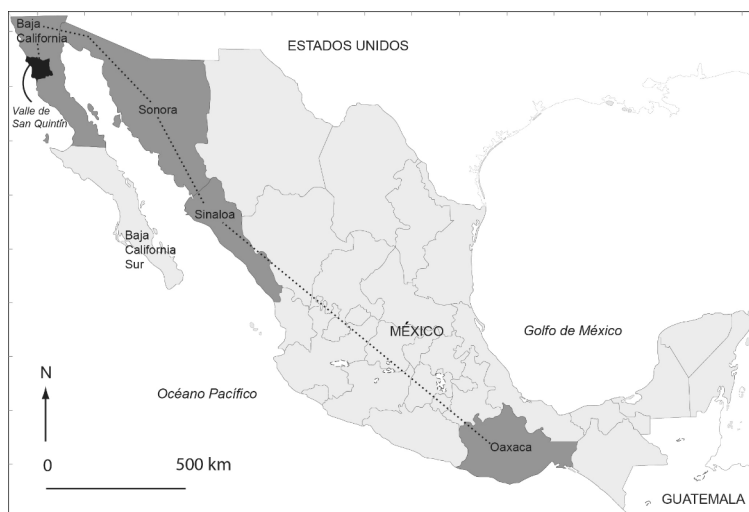 Baja
California
ESTADOS UNIDOS
Sonora
Valle de
San Quintín
Sinaloa
Baja
California
Sur
MÉXICO
Golfo de México
N
Océano Pacífico
Oaxaca
0
500 km
GUATEMALA